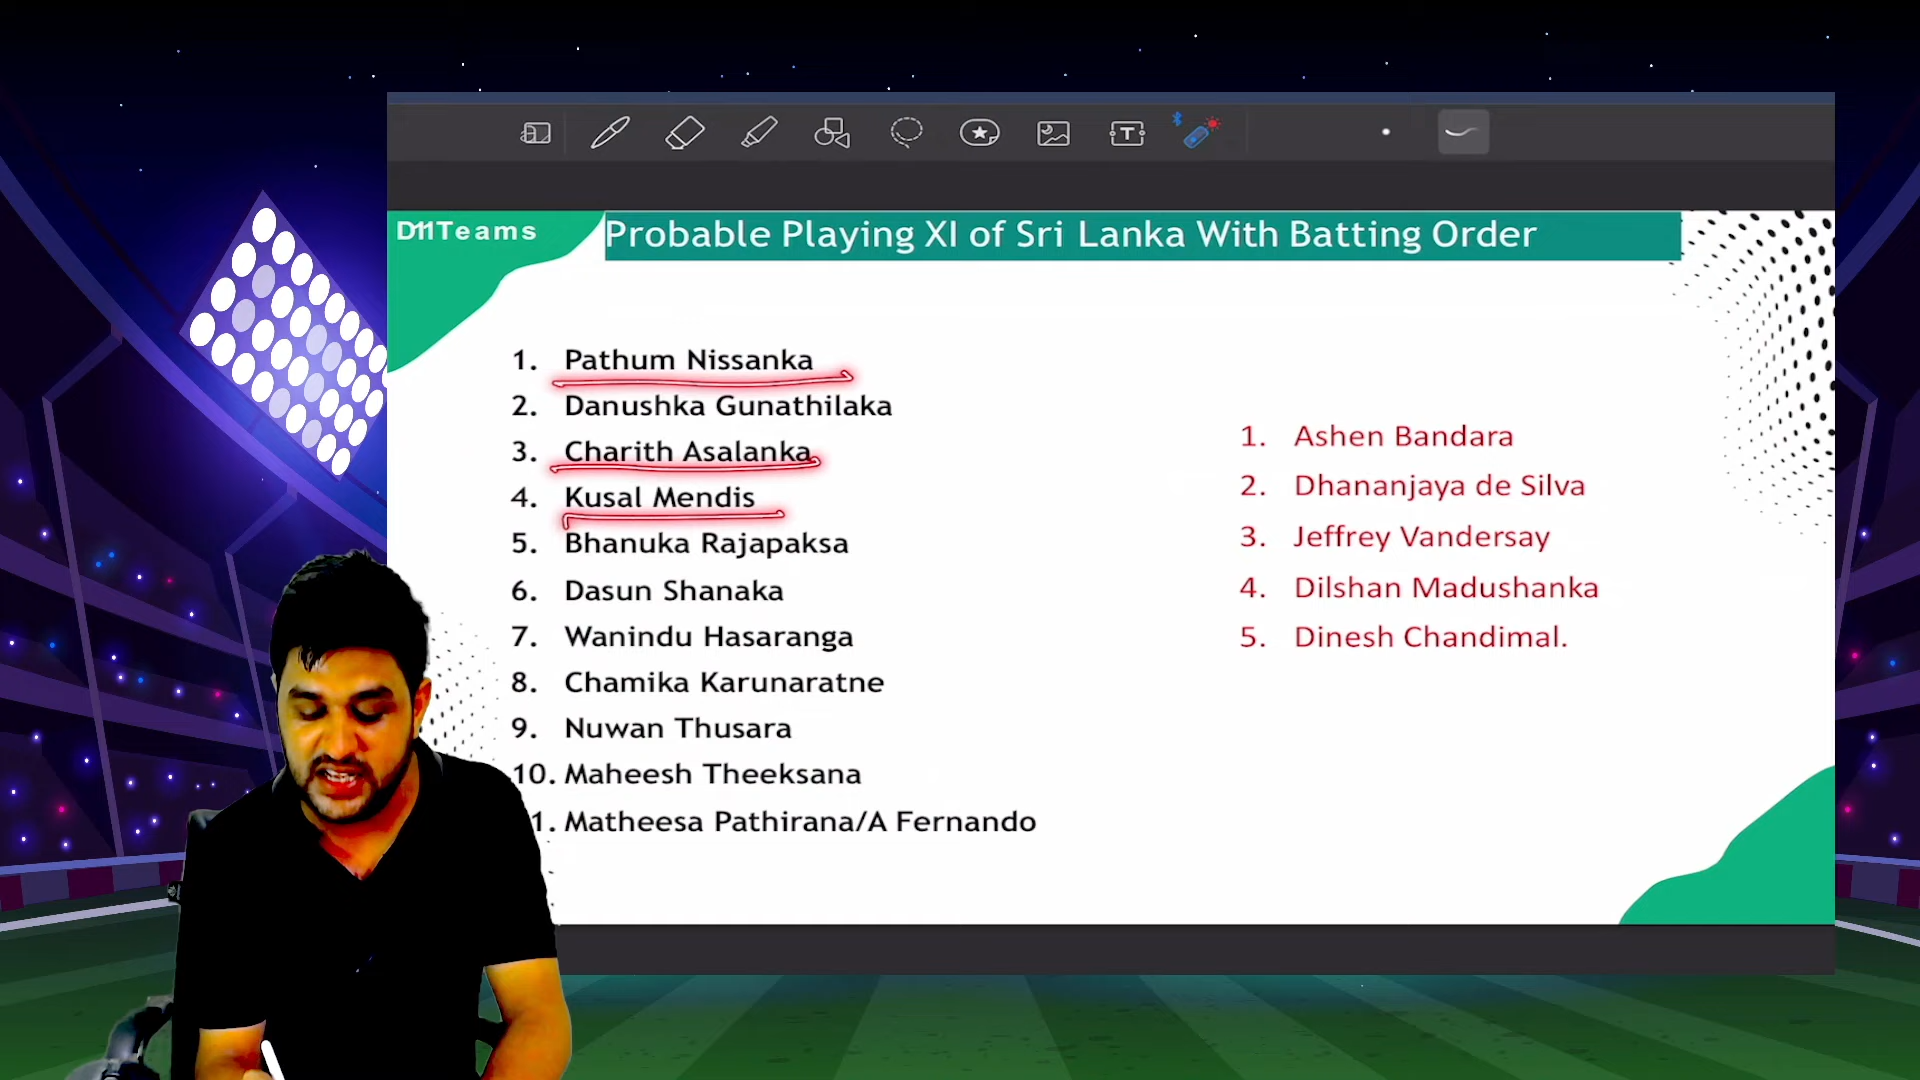 D11Teams
Probable Playing XI of Sri Lanka With Batting Order
1. Pathum Nissanka
2. Danushka Gunathilaka
3. Charith Asalanka
4. Kusal Mendis
5. Bhanuka Rajapaksa
6. Dasun Shanaka
7. Wanindu Hasaranga
8. Chamika Karunaratne
9. Nuwan Thusara
10. Maheesh Theeksana
1. Matheesa Pathirana/A Fernando
1. Ashen Bandara
2. Dhananjaya de Silva
3. Jeffrey Vandersay
4. Dilshan Madushanka
5. Dinesh Chandimal.